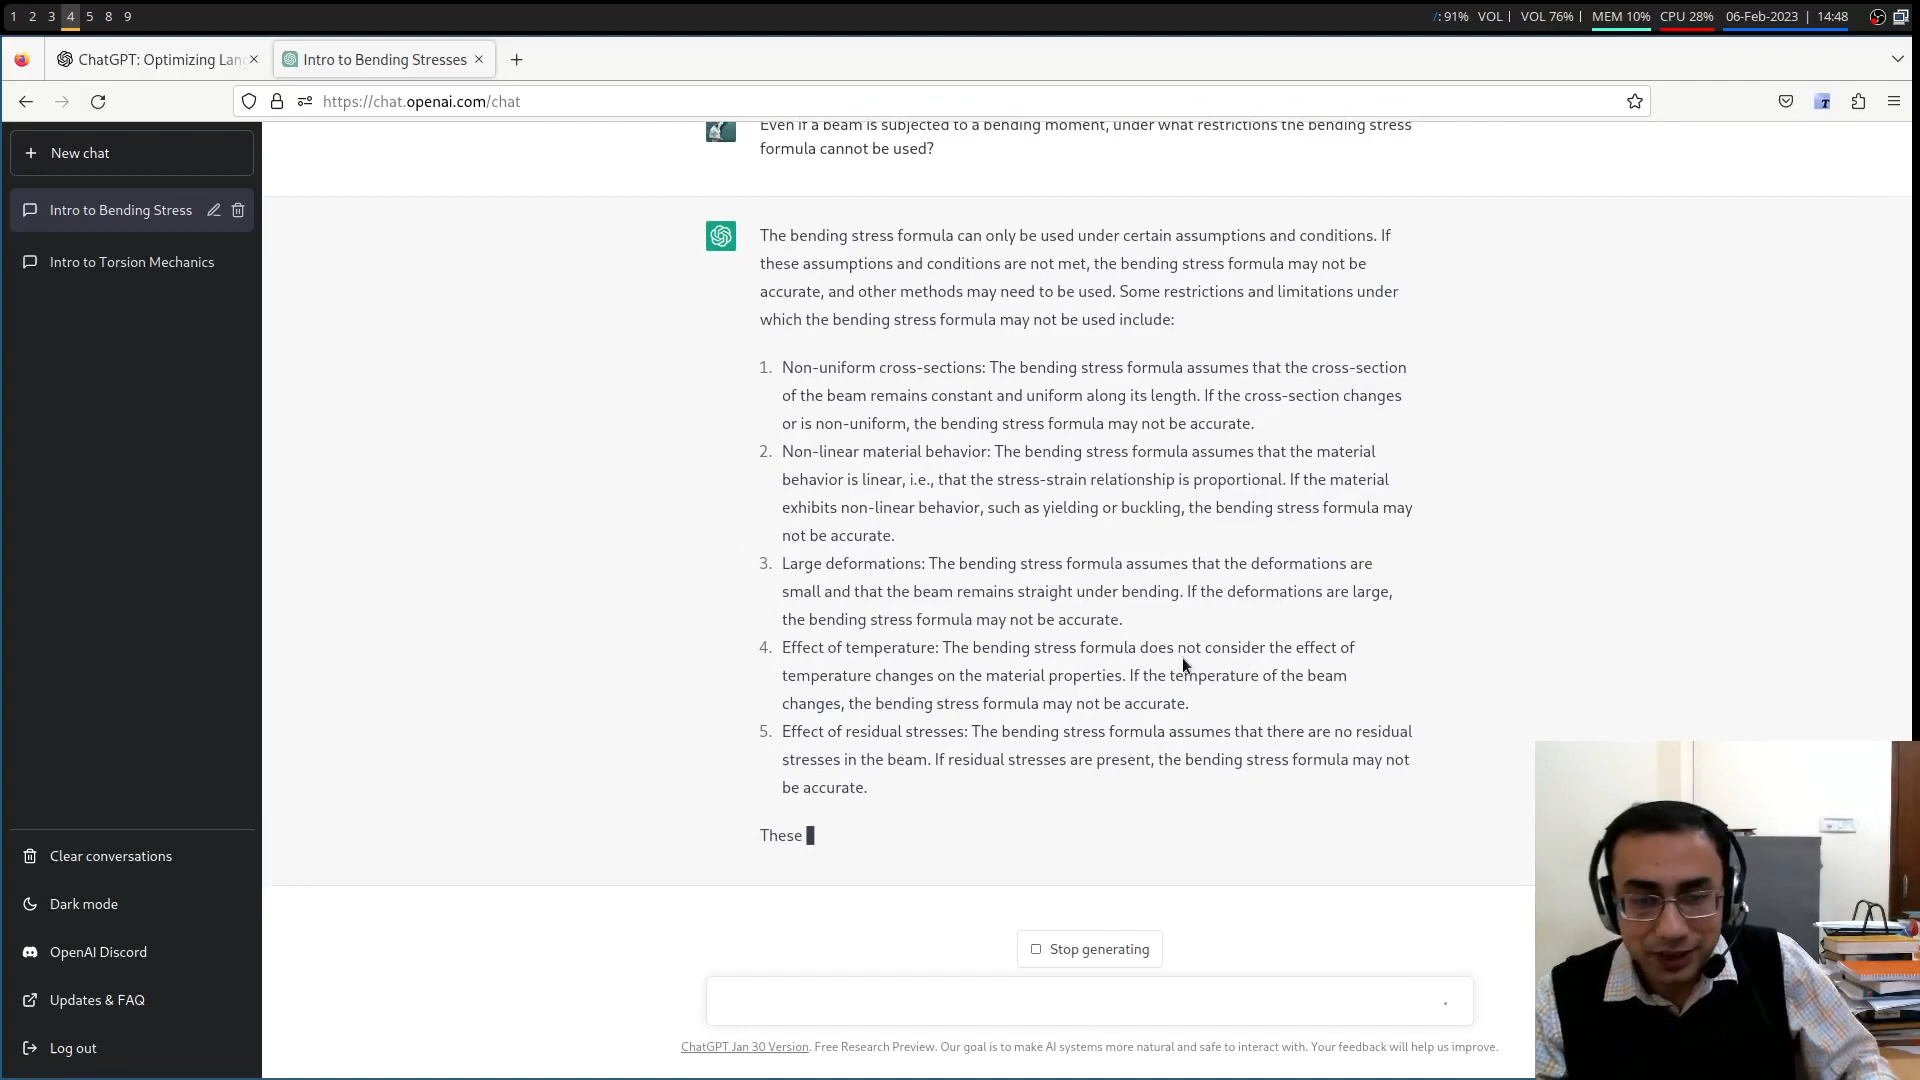 1 2 3 4 5 8 9
/: 91% VOL | VOL 76% | MEM 10% CPU 28% 06-Feb-2023 | 14:48
ChatGPT: Optimizing Lan
Intro to Bending Stresses
https://chat.openai.com/chat
New chat
Intro to Bending Stress
Intro to Torsion Mechanics
Clear conversations
Dark mode
OpenAI Discord
Updates & FAQ
Log out
Even if a beam is subjected to a bending moment, under what restrictions the bending stress
formula cannot be used?
The bending stress formula can only be used under certain assumptions and conditions. If
these assumptions and conditions are not met, the bending stress formula may not be
accurate, and other methods may need to be used. Some restrictions and limitations under
which the bending stress formula may not be used include:
1. Non-uniform cross-sections: The bending stress formula assumes that the cross-section
of the beam remains constant and uniform along its length. If the cross-section changes
or is non-uniform, the bending stress formula may not be accurate.
2. Non-linear material behavior: The bending stress formula assumes that the material
behavior is linear, i.e., that the stress-strain relationship is proportional. If the material
exhibits non-linear behavior, such as yielding or buckling, the bending stress formula may
not be accurate.
3. Large deformations: The bending stress formula assumes that the deformations are
small and that the beam remains straight under bending. If the deformations are large,
the bending stress formula may not be accurate.
4. Effect of temperature: The bending stress formula does not consider the effect of
temperature changes on the material properties. If the temperature of the beam
changes, the bending stress formula may not be accurate.
5. Effect of residual stresses: The bending stress formula assumes that there are no residual
stresses in the beam. If residual stresses are present, the bending stress formula may not
be accurate.
These
Stop generating
ChatGPT Jan 30 Version. Free Research Preview. Our goal is to make AI systems more natural and safe to interact with. Your feedback will help us improve.